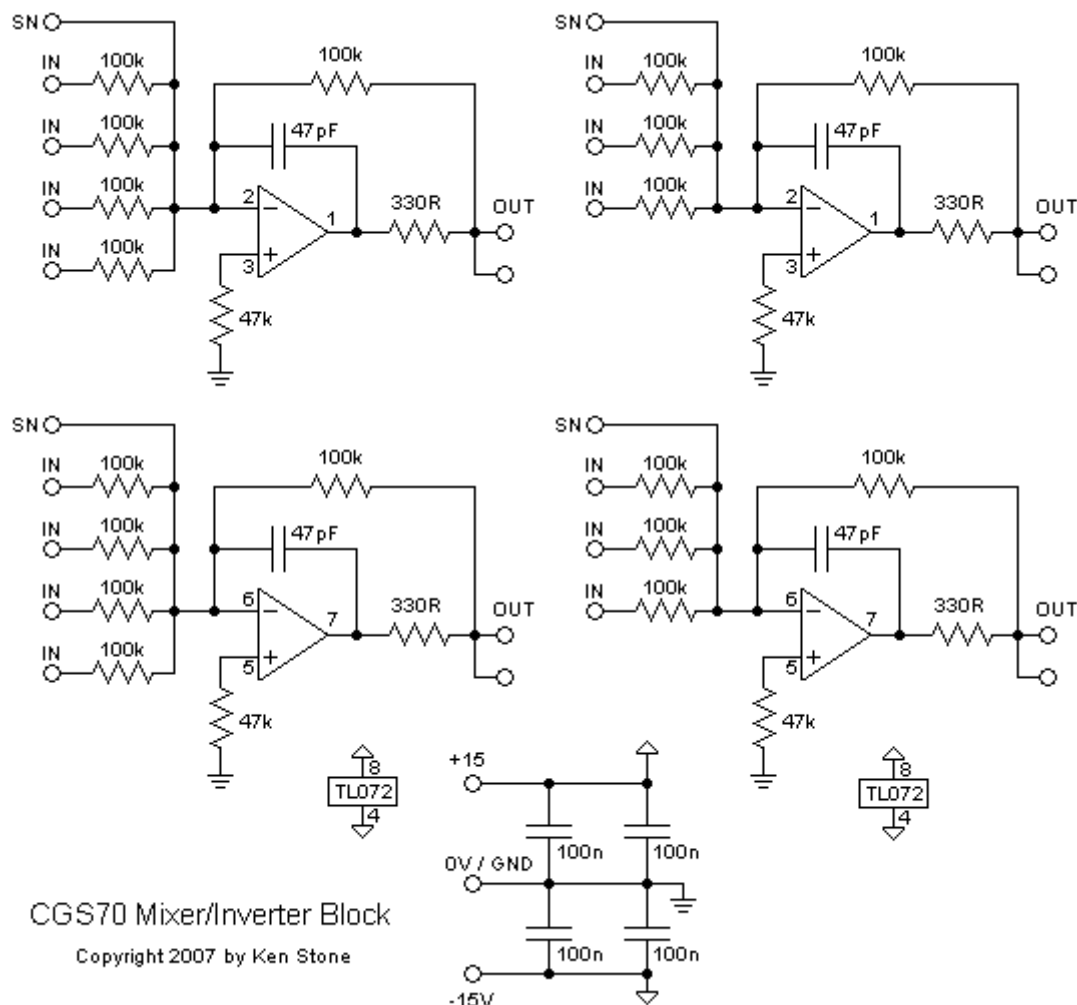 SN
IN
100k
IN
100k
IN
100k
IN
100k
100k
47pF
2
-
1
+
3
330R
OUT
47k
SN
IN
100k
IN
100k
IN
100k
100k
47pF
2
-
1
+
3
330R
OUT
47k
SN
IN
100k
IN
100k
IN
100k
IN
100k
100k
47pF
6
-
7
+
5
330R
OUT
47k
SN
IN
100k
IN
100k
IN
100k
100k
47pF
6
-
7
+
5
330R
OUT
47k
8
TL072
4
+15
100n
100n
0V / GND
100n
100n
-15V
8
TL072
4
CGS70 Mixer/Inverter Block
Copyright 2007 by Ken Stone